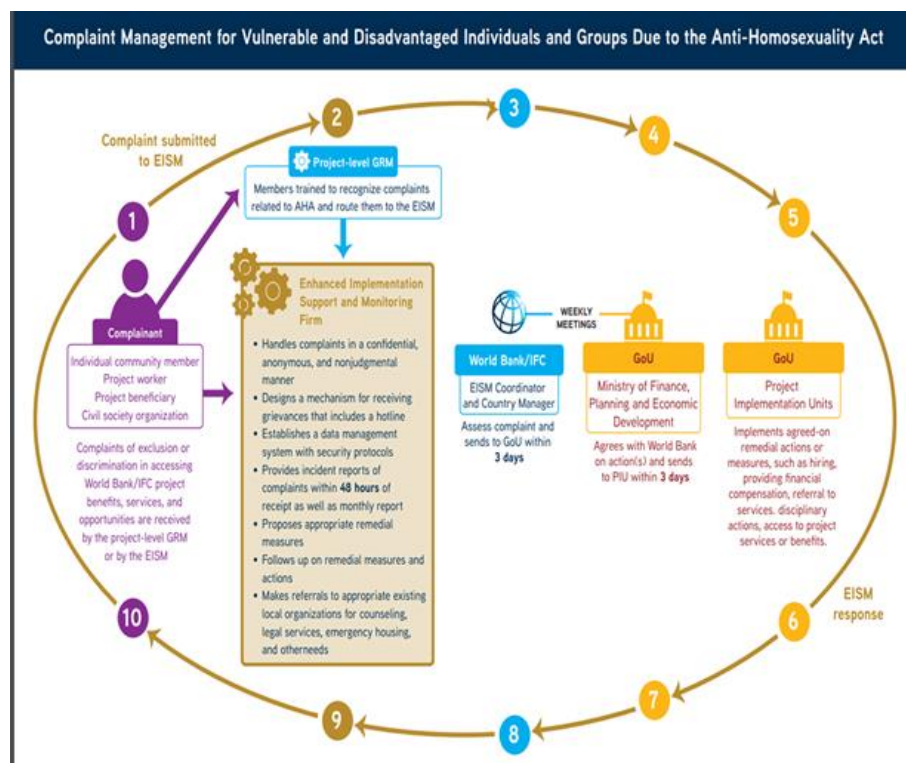 Complaint Management for Vulnerable and Disadvantaged Individuals and Groups Due to the Anti-Homosexuality Act
Complaint submitted
to EISM
1
2
3
4
5
Project-level GRM
Members trained to recognize complaints
related to AHA and route them to the EISM
Complainant
Individual community member
Project worker
Project beneficiary
Civil society organization
Complaints of exclusion or
discrimination in accessing
World Bank/IFC project
benefits, services, and
opportunities are received
by the project-level GRM
or by the EISM
Enhanced Implementation
Support and Monitoring
Firm
• Handles complaints in a confidential,
anonymous, and nonjudgmental
manner
• Designs a mechanism for receiving
grievances that includes a hotline
• Establishes a data management
system with security protocols
• Provides incident reports of
complaints within 48 hours of
receipt as well as monthly report
• Proposes appropriate remedial
measures
• Follows up on remedial measures and
actions
• Makes referrals to appropriate existing
local organizations for counseling,
legal services, emergency housing,
and otherneeds
WEEKLY
MEETINGS
World Bank/IFC
EISM Coordinator
and Country Manager
Assess complaint and
sends to GoU within
3 days
GoU
Ministry of Finance,
Planning and Economic
Development
Agrees with World Bank
on action(s) and sends
to PIU within 3 days
GoU
Project
Implementation Units
Implements agreed-on
remedial actions or
measures, such as hiring,
providing financial
compensation, referral to
services. disciplinary
actions, access to project
services or benefits.
EISM
response
6
7
8
9
10